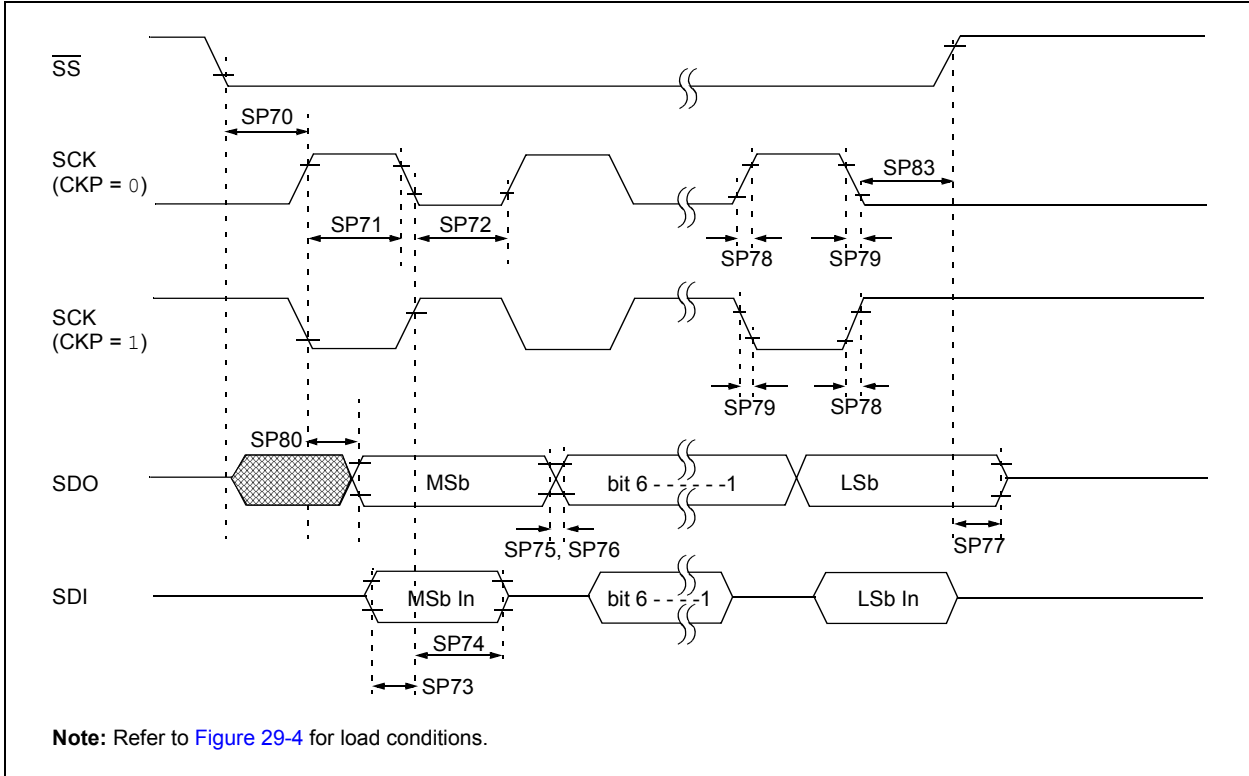 SS
SP70
SCK
(CKP = 0)
SP83
SP71
SP72
SP78
SP79
SCK
(CKP = 1)
SP79
SP78
SP80
SDO
MSb
bit 6 - - - - - -1
LSb
SP75, SP76
SP77
SDI
MSb In
bit 6 - - - -1
LSb In
SP74
SP73
Note: Refer to Figure 29-4 for load conditions.